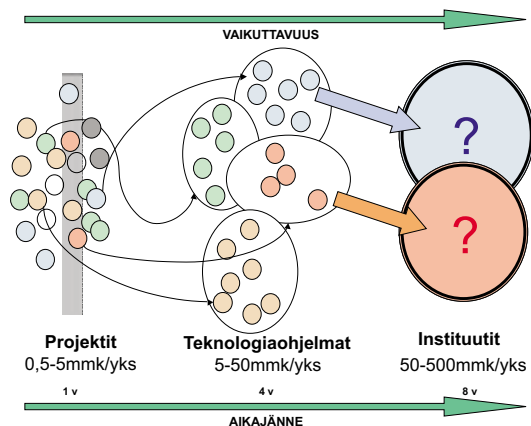 VAIKUTTAVUUS
?
?
Projektit
0,5-5mmk/yks
1 v
Teknologiaohjelmat
5-50mmk/yks
4 v
Instituutit
50-500mmk/yks
8 v
AIKAJÄNNE